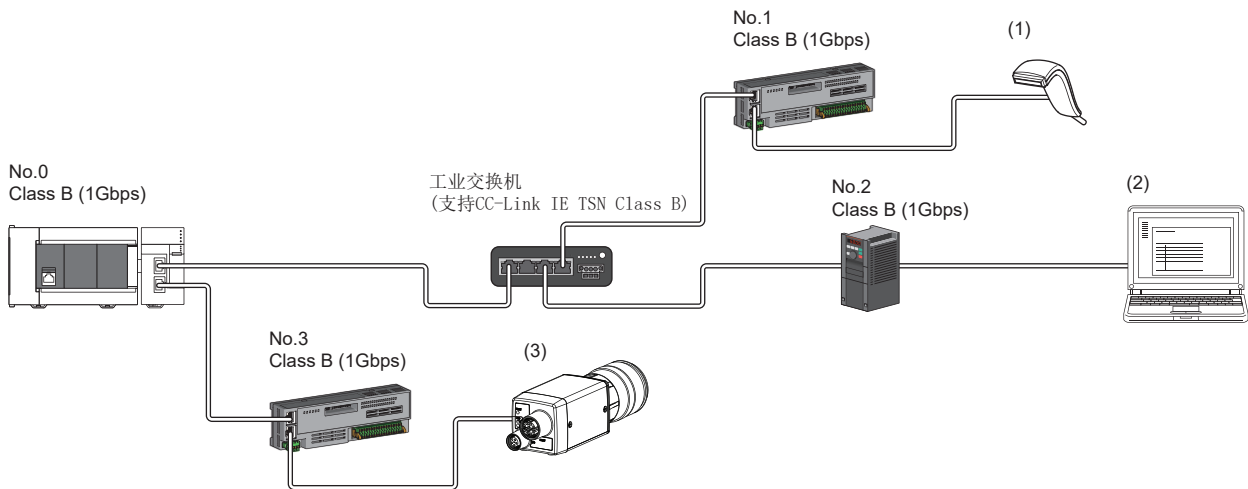 No.1
Class B (1Gbps)
(1)
No.0
Class B (1Gbps)
工业交换机
(支持CC-Link IE TSN Class B)
No.2
Class B (1Gbps)
(2)
No.3
Class B (1Gbps)
(3)